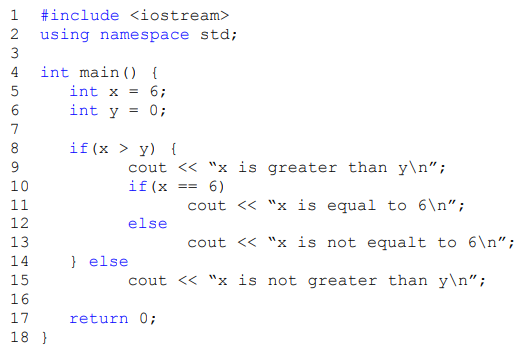 1 #include <iostream>
2 using namespace std;
3
4 int main() {
5 int x = 6;
6 int y = 0;
7
8 if(x > y) {
9 cout << “x is greater than y\n”;
10 if(x == 6)
11 cout << “x is equal to 6\n”;
12 else
13 cout << “x is not equalt to 6\n”;
14 } else
15 cout << “x is not greater than y\n”;
16
17 return 0;
18 }